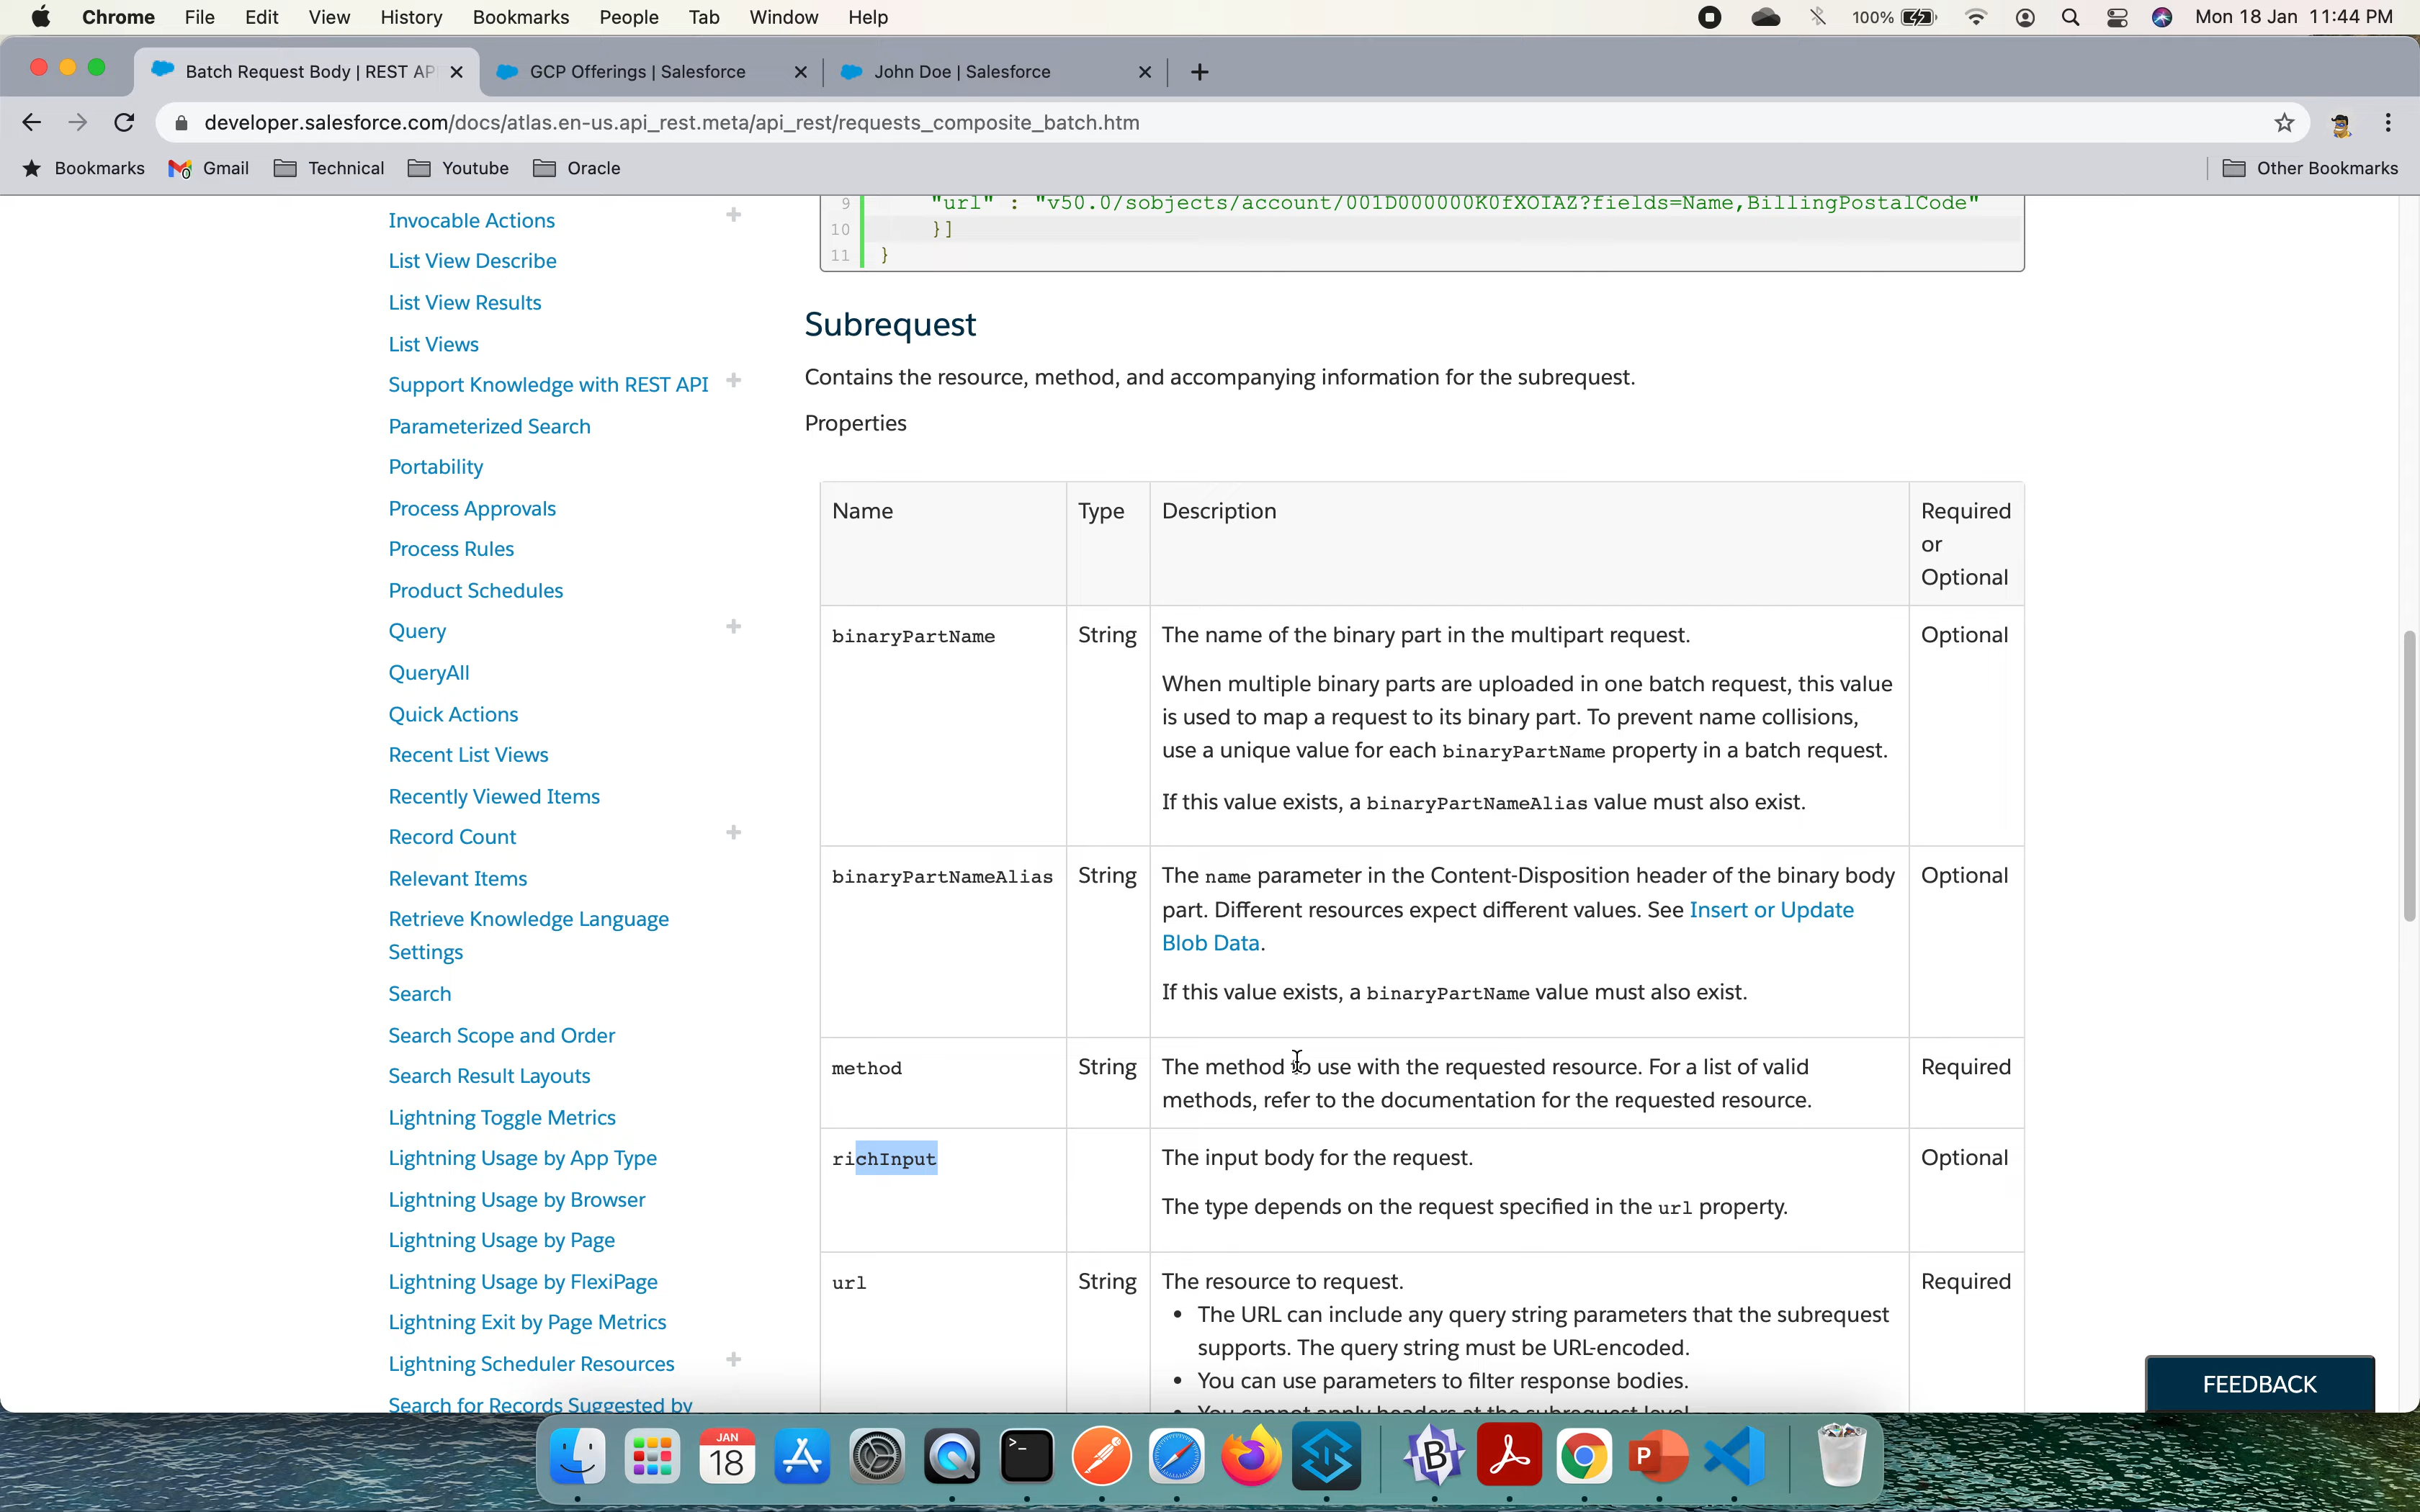 Chrome File Edit View History Bookmarks People Tab Window Help 100% Mon 18 Jan 11:44 PM
Batch Request Body | REST AP GCP Offerings | Salesforce John Doe | Salesforce
developer.salesforce.com/docs/atlas.en-us.api_rest.meta/api_rest/requests_composite_batch.htm
Bookmarks Gmail Technical Youtube Oracle Other Bookmarks
Invocable Actions
List View Describe
List View Results
List Views
Support Knowledge with REST API
Parameterized Search
Portability
Process Approvals
Process Rules
Product Schedules
Query
QueryAll
Quick Actions
Recent List Views
Recently Viewed Items
Record Count
Relevant Items
Retrieve Knowledge Language
Settings
Search
Search Scope and Order
Search Result Layouts
Lightning Toggle Metrics
Lightning Usage by App Type
Lightning Usage by Browser
Lightning Usage by Page
Lightning Usage by FlexiPage
Lightning Exit by Page Metrics
Lightning Scheduler Resources
Search for Records Suggested by
9 "url" : "v50.0/sobjects/account/001D000000K0fXOIAZ?fields=Name,BillingPostalCode"
10 }]
11 }
Subrequest
Contains the resource, method, and accompanying information for the subrequest.
Properties
Name Type Description Required
or
Optional
binaryPartName String The name of the binary part in the multipart request. Optional
When multiple binary parts are uploaded in one batch request, this value
is used to map a request to its binary part. To prevent name collisions,
use a unique value for each binaryPartName property in a batch request.
If this value exists, a binaryPartNameAlias value must also exist.
binaryPartNameAlias String The name parameter in the Content-Disposition header of the binary body Optional
part. Different resources expect different values. See Insert or Update
Blob Data.
If this value exists, a binaryPartName value must also exist.
method String The method to use with the requested resource. For a list of valid Required
methods, refer to the documentation for the requested resource.
richInput The input body for the request. Optional
The type depends on the request specified in the url property.
url String The resource to request. Required
• The URL can include any query string parameters that the subrequest
supports. The query string must be URL-encoded.
• You can use parameters to filter response bodies.
• You cannot apply headers at the subrequest level.
FEEDBACK
JAN
18